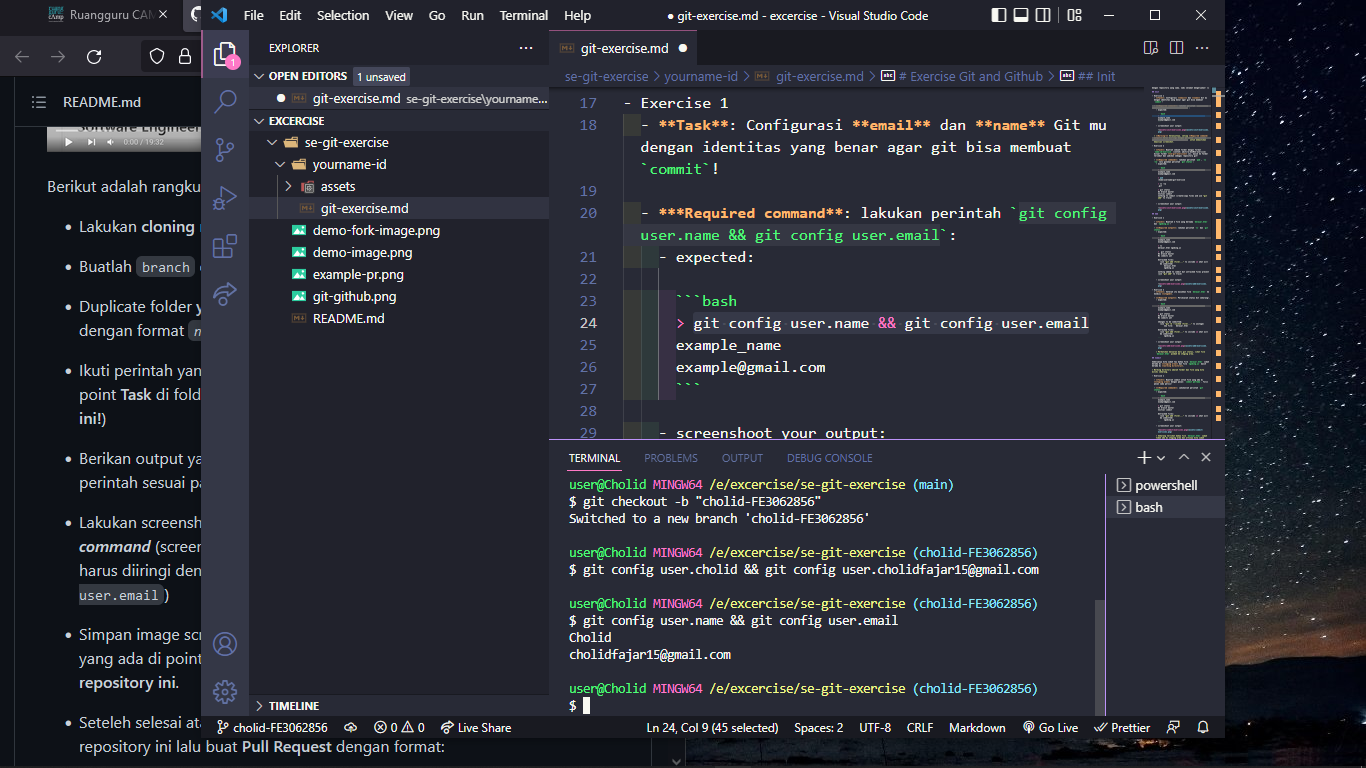 Ruangguru CAM
README.md
Software Engineer
0:00 / 19:32
Berikut adalah rangku
Lakukan cloning
Buatlah branch
Duplicate folder y
dengan format
Ikuti perintah yan
point Task di fold
ini!)
Berikan output ya
perintah sesuai pa
Lakukan screensh
command (screen
harus diiringi den
user.email)
Simpan image scr
yang ada di point
repository ini.
Seteleh selesai ata
repository ini lalu buat Pull Request dengan format:
File Edit Selection View Go Run Terminal Help
● git-exercise.md - excercise - Visual Studio Code
1
EXPLORER
OPEN EDITORS 1 unsaved
git-exercise.md se-git-exercise\yourname...
EXCERCISE
se-git-exercise
yourname-id
assets
git-exercise.md
demo-fork-image.png
demo-image.png
example-pr.png
git-github.png
README.md
TIMELINE
git-exercise.md ●
se-git-exercise > yourname-id > git-exercise.md > # Exercise Git and Github > ## Init
17 - Exercise 1
18 - **Task**: Configurasi **email** dan **name** Git mu
dengan identitas yang benar agar git bisa membuat
`commit`!
19
20 - ***Required command**: lakukan perintah `git config
user.name && git config user.email`:
21 - expected:
22
23 ```bash
24 > git config user.name && git config user.email
25 example_name
26 example@gmail.com
27 ```
28
29 - screenshoot your output:
TERMINAL PROBLEMS OUTPUT DEBUG CONSOLE
powershell
bash
user@Cholid MINGW64 /e/excercise/se-git-exercise (main)
$ git checkout -b "cholid-FE3062856"
Switched to a new branch 'cholid-FE3062856'
user@Cholid MINGW64 /e/excercise/se-git-exercise (cholid-FE3062856)
$ git config user.cholid && git config user.cholidfajar15@gmail.com
user@Cholid MINGW64 /e/excercise/se-git-exercise (cholid-FE3062856)
$ git config user.name && git config user.email
Cholid
cholidfajar15@gmail.com
user@Cholid MINGW64 /e/excercise/se-git-exercise (cholid-FE3062856)
$
cholid-FE3062856 0 0 Live Share Ln 24, Col 9 (45 selected) Spaces: 2 UTF-8 CRLF Markdown Go Live Prettier